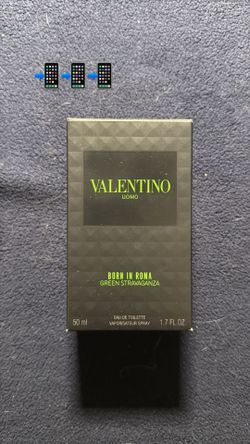 VALENTINO
UOMO
BORN IN ROMA
GREEN STRAVAGANZA
EAU DE TOILETTE
VAPORISATEUR SPRAY
50 ml 1.7 FL.OZ